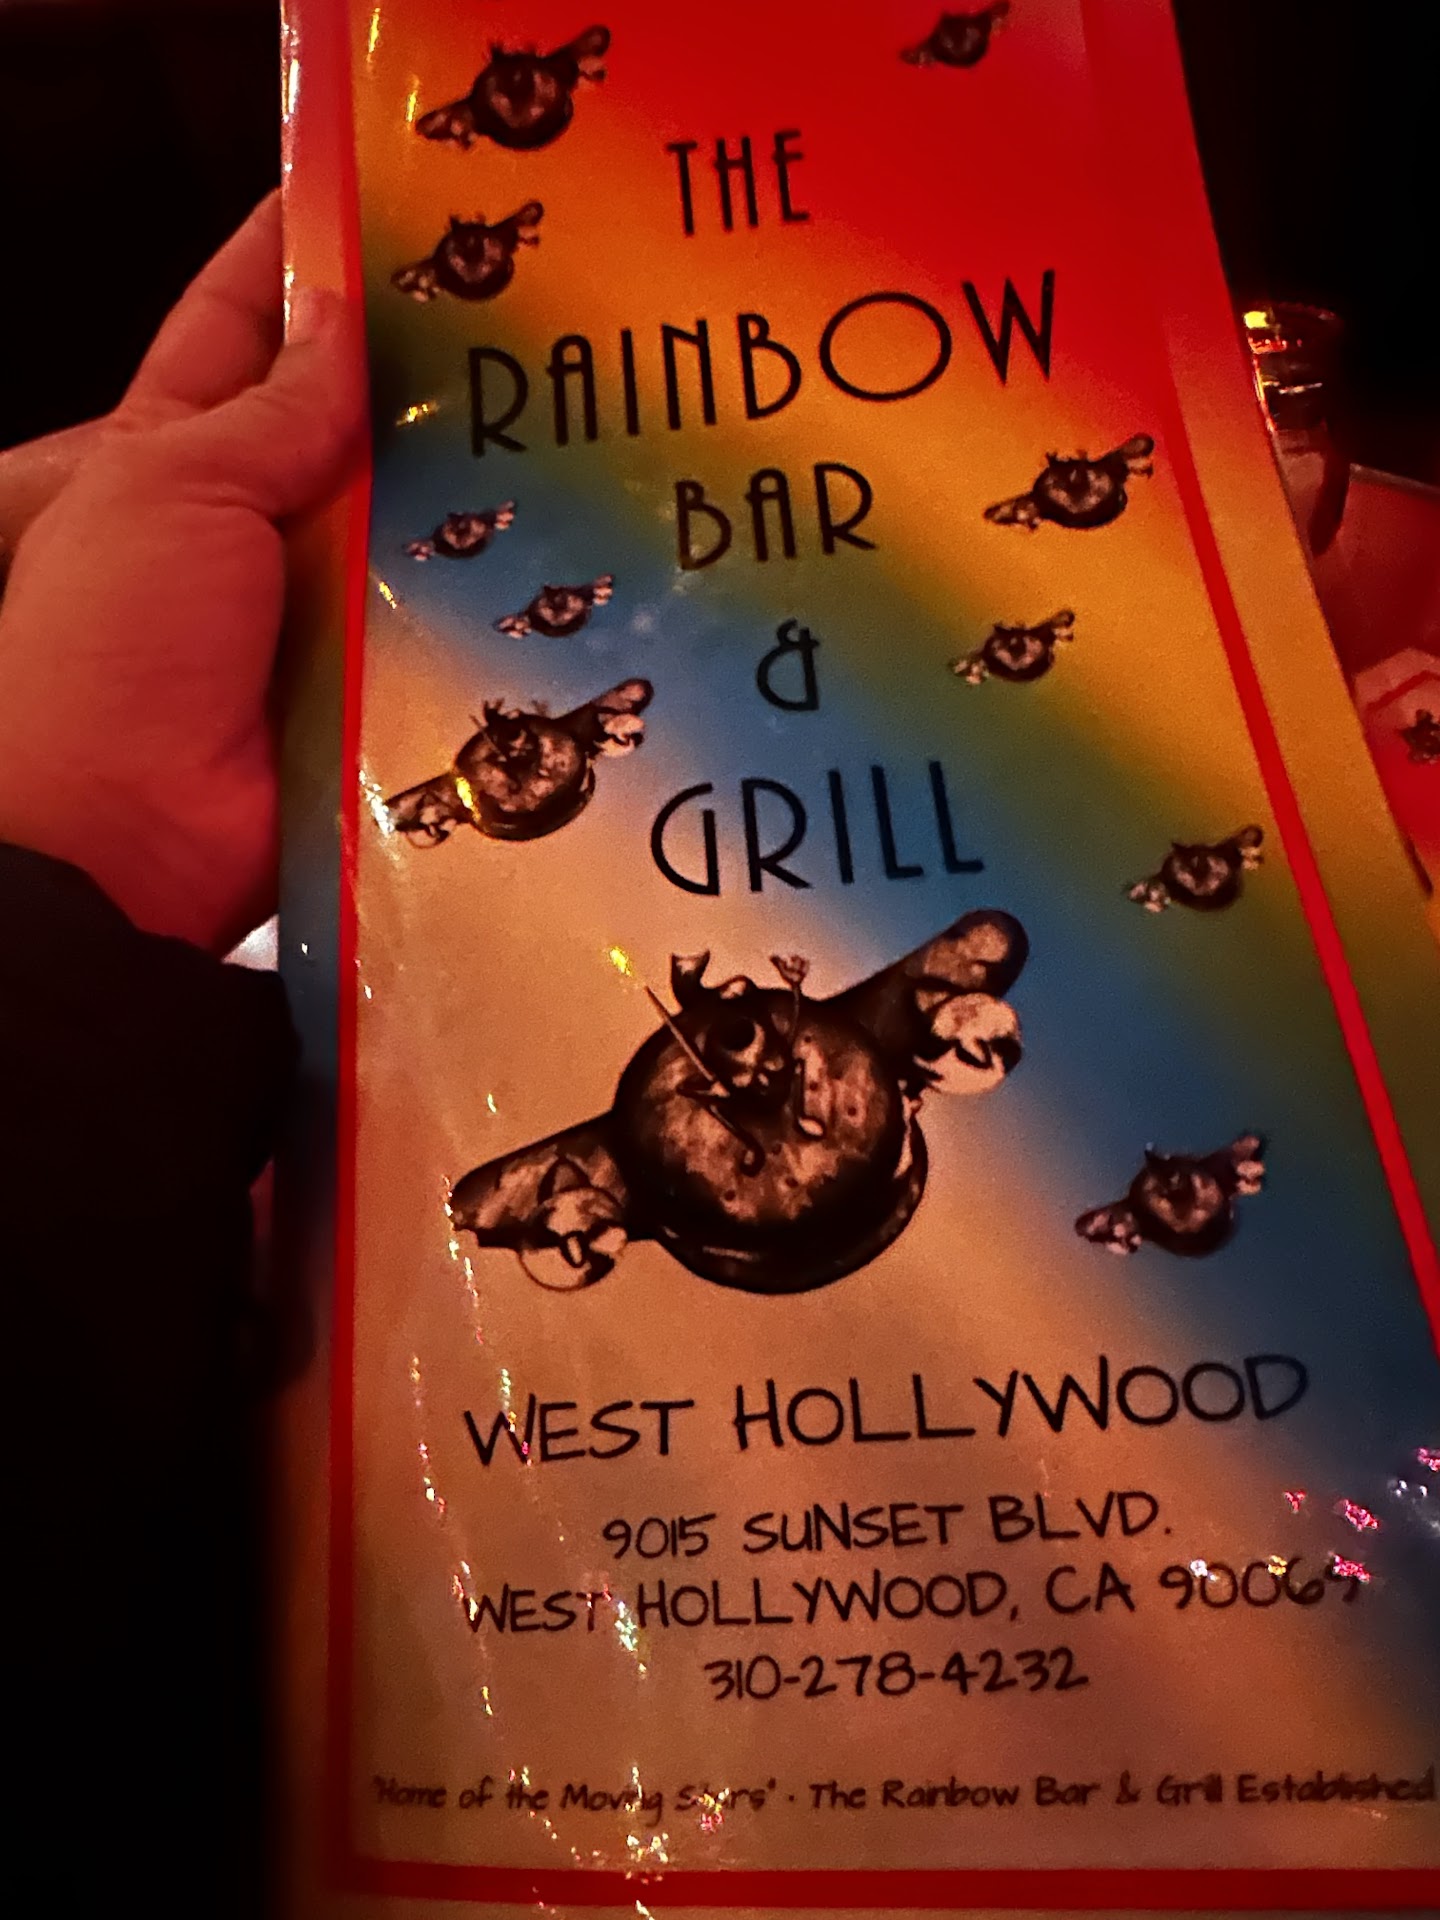 THE
RAINBOW
BAR
&
GRILL
WEST HOLLYWOOD
9015 SUNSET BLVD.
WEST HOLLYWOOD, CA 90069
310-278-4232
"Home of the Moving Stars" · The Rainbow Bar & Grill Established